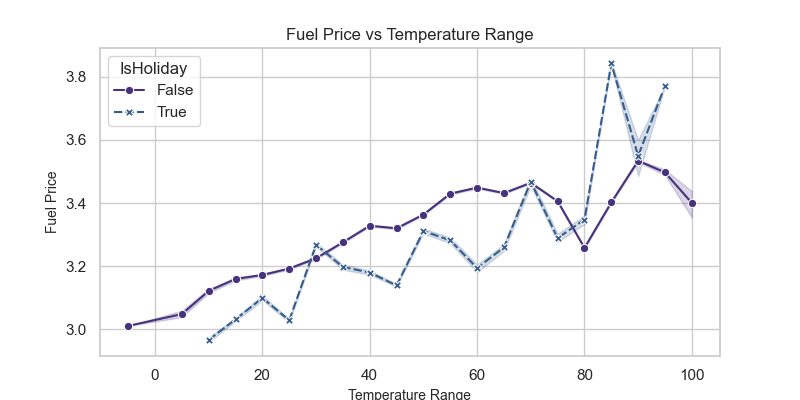 Fuel Price vs Temperature Range
IsHoliday
False
True
3.8
3.6
3.4
3.2
3.0
Fuel Price
0 20 40 60 80 100
Temperature Range